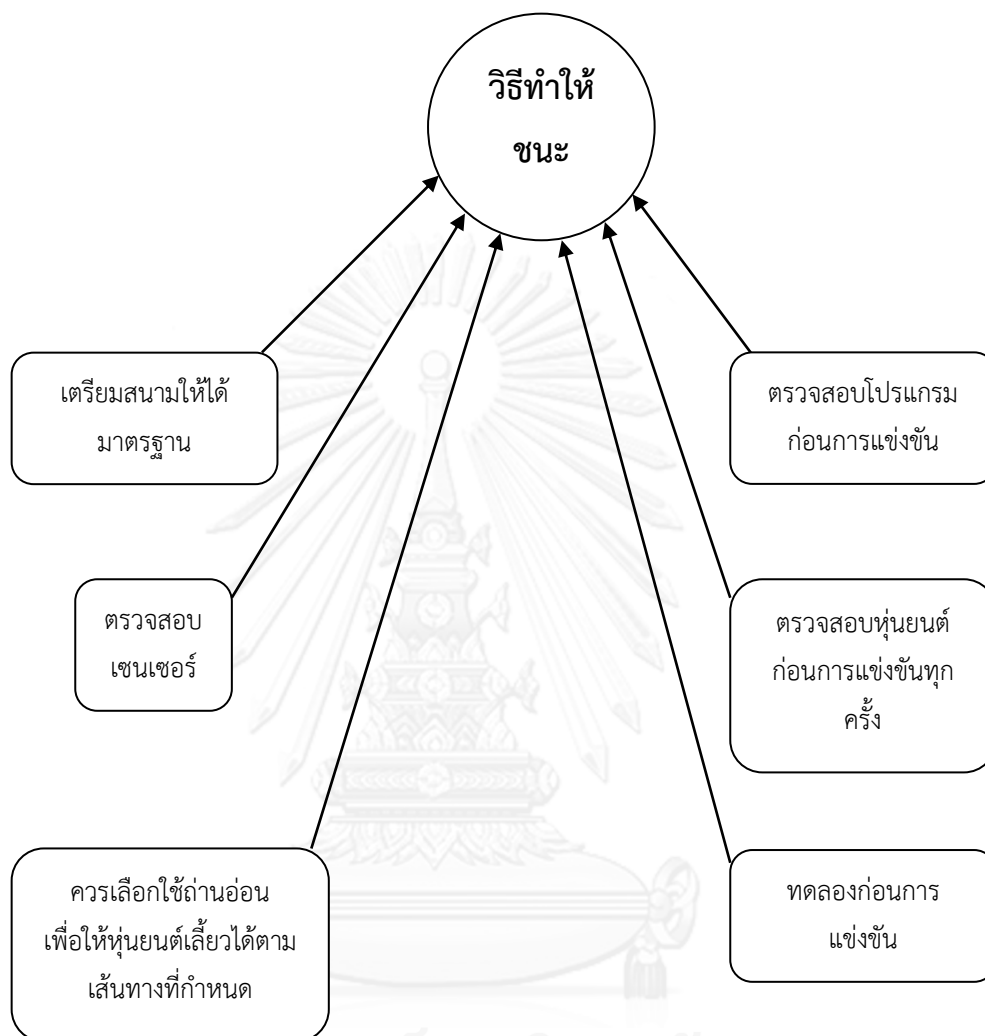 วิธีทำให้
ชนะ
เตรียมสนามให้ได้
มาตรฐาน
ตรวจสอบโปรแกรม
ก่อนการแข่งขัน
ตรวจสอบ
เซนเซอร์
ตรวจสอบหุ่นยนต์
ก่อนการแข่งขันทุก
ครั้ง
ควรเลือกใช้ถ่านอ่อน
เพื่อให้หุ่นยนต์เลี้ยวได้ตาม
เส้นทางที่กำหนด
ทดลองก่อนการ
แข่งขัน